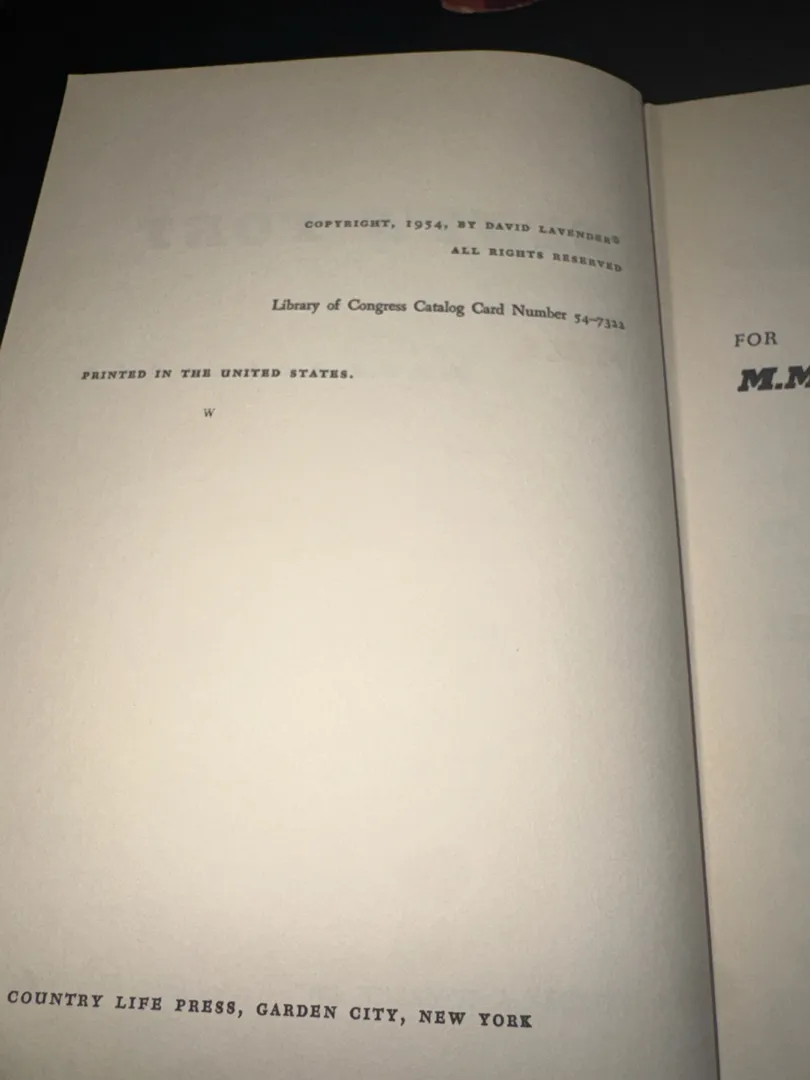 COPYRIGHT, 1954, BY DAVID LAVENDER©
ALL RIGHTS RESERVED
Library of Congress Catalog Card Number 54–7322
PRINTED IN THE UNITED STATES.
W
COUNTRY LIFE PRESS, GARDEN CITY, NEW YORK
FOR
M.M